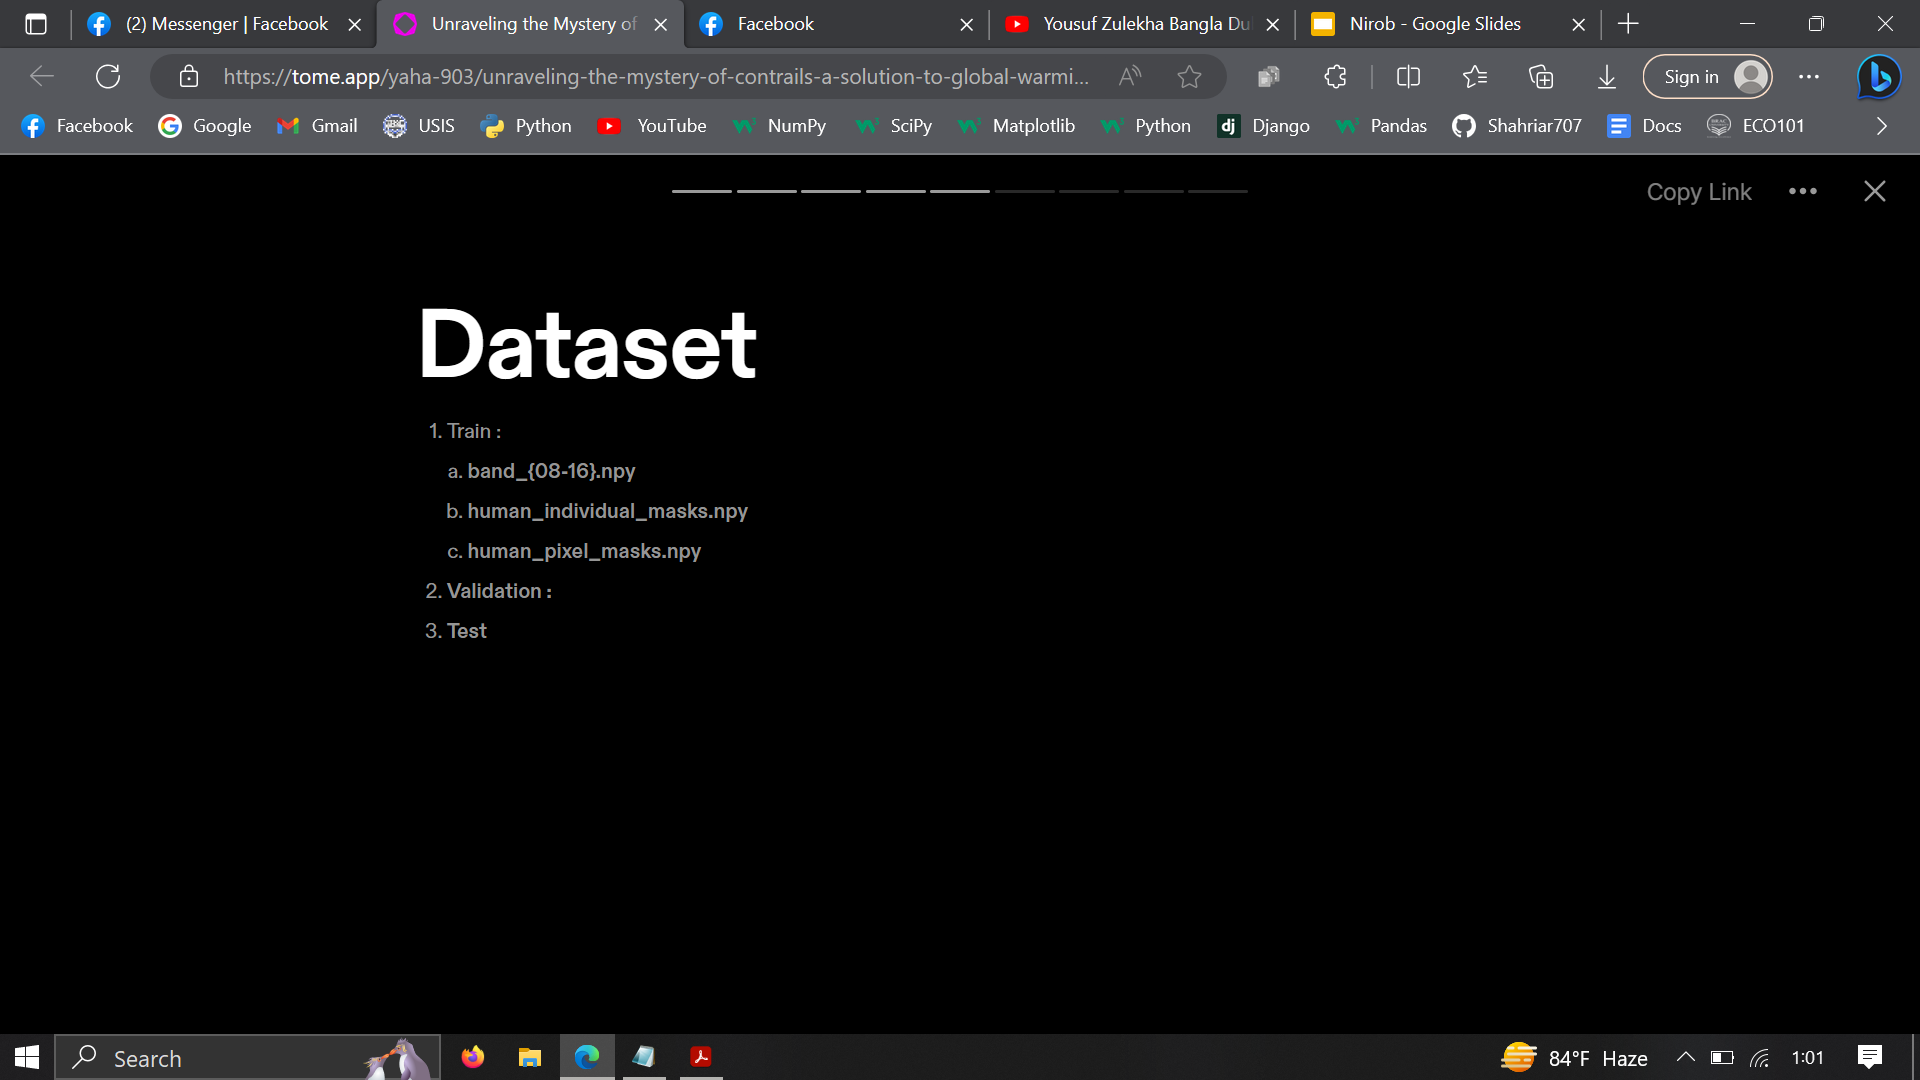 (2) Messenger | Facebook
Unraveling the Mystery of
Facebook
Yousuf Zulekha Bangla Du
Nirob - Google Slides
https://tome.app/yaha-903/unraveling-the-mystery-of-contrails-a-solution-to-global-warmi...
Sign in
Facebook
Google
Gmail
USIS
Python
YouTube
NumPy
SciPy
Matplotlib
Python
dj Django
Pandas
Shahriar707
Docs
ECO101
Copy Link
Dataset
1. Train :
a. band_{08-16}.npy
b. human_individual_masks.npy
c. human_pixel_masks.npy
2. Validation :
3. Test
Search
84°F Haze
1:01